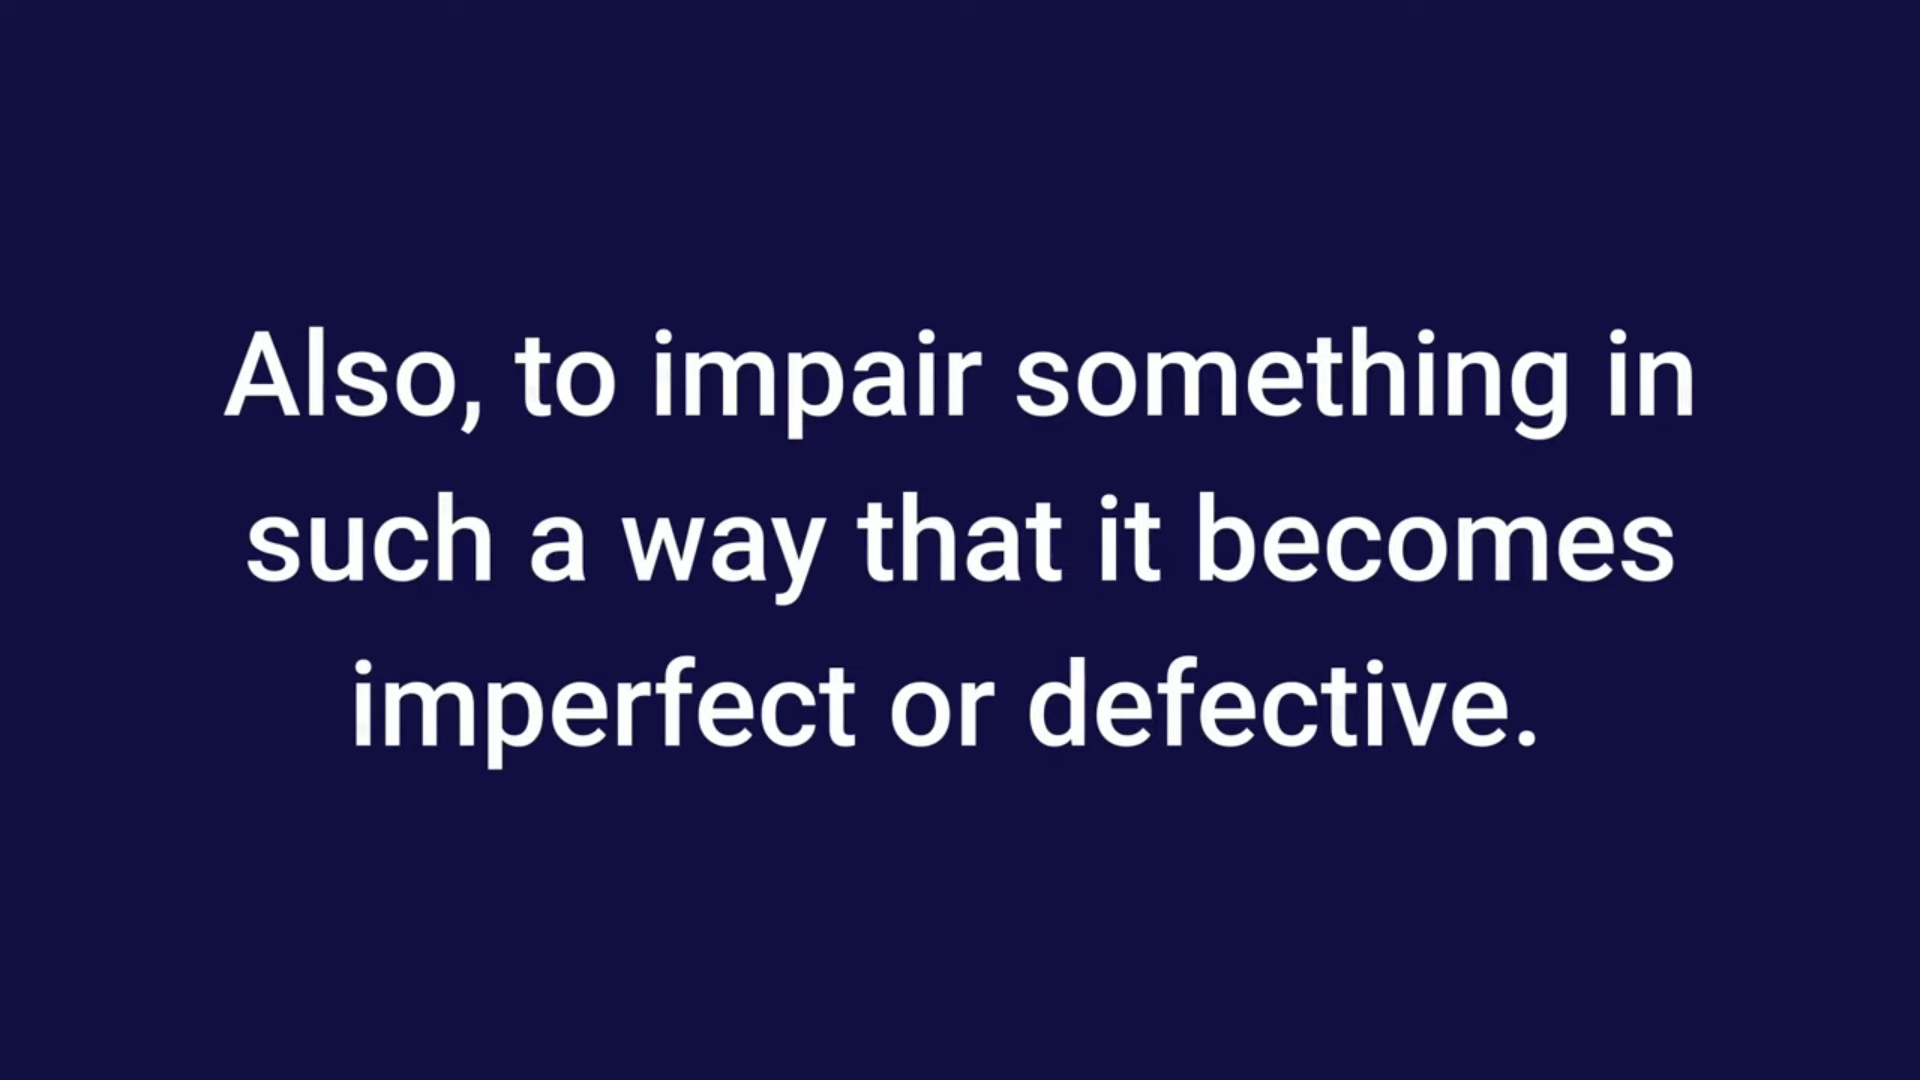 Also, to impair something in
such a way that it becomes
imperfect or defective.